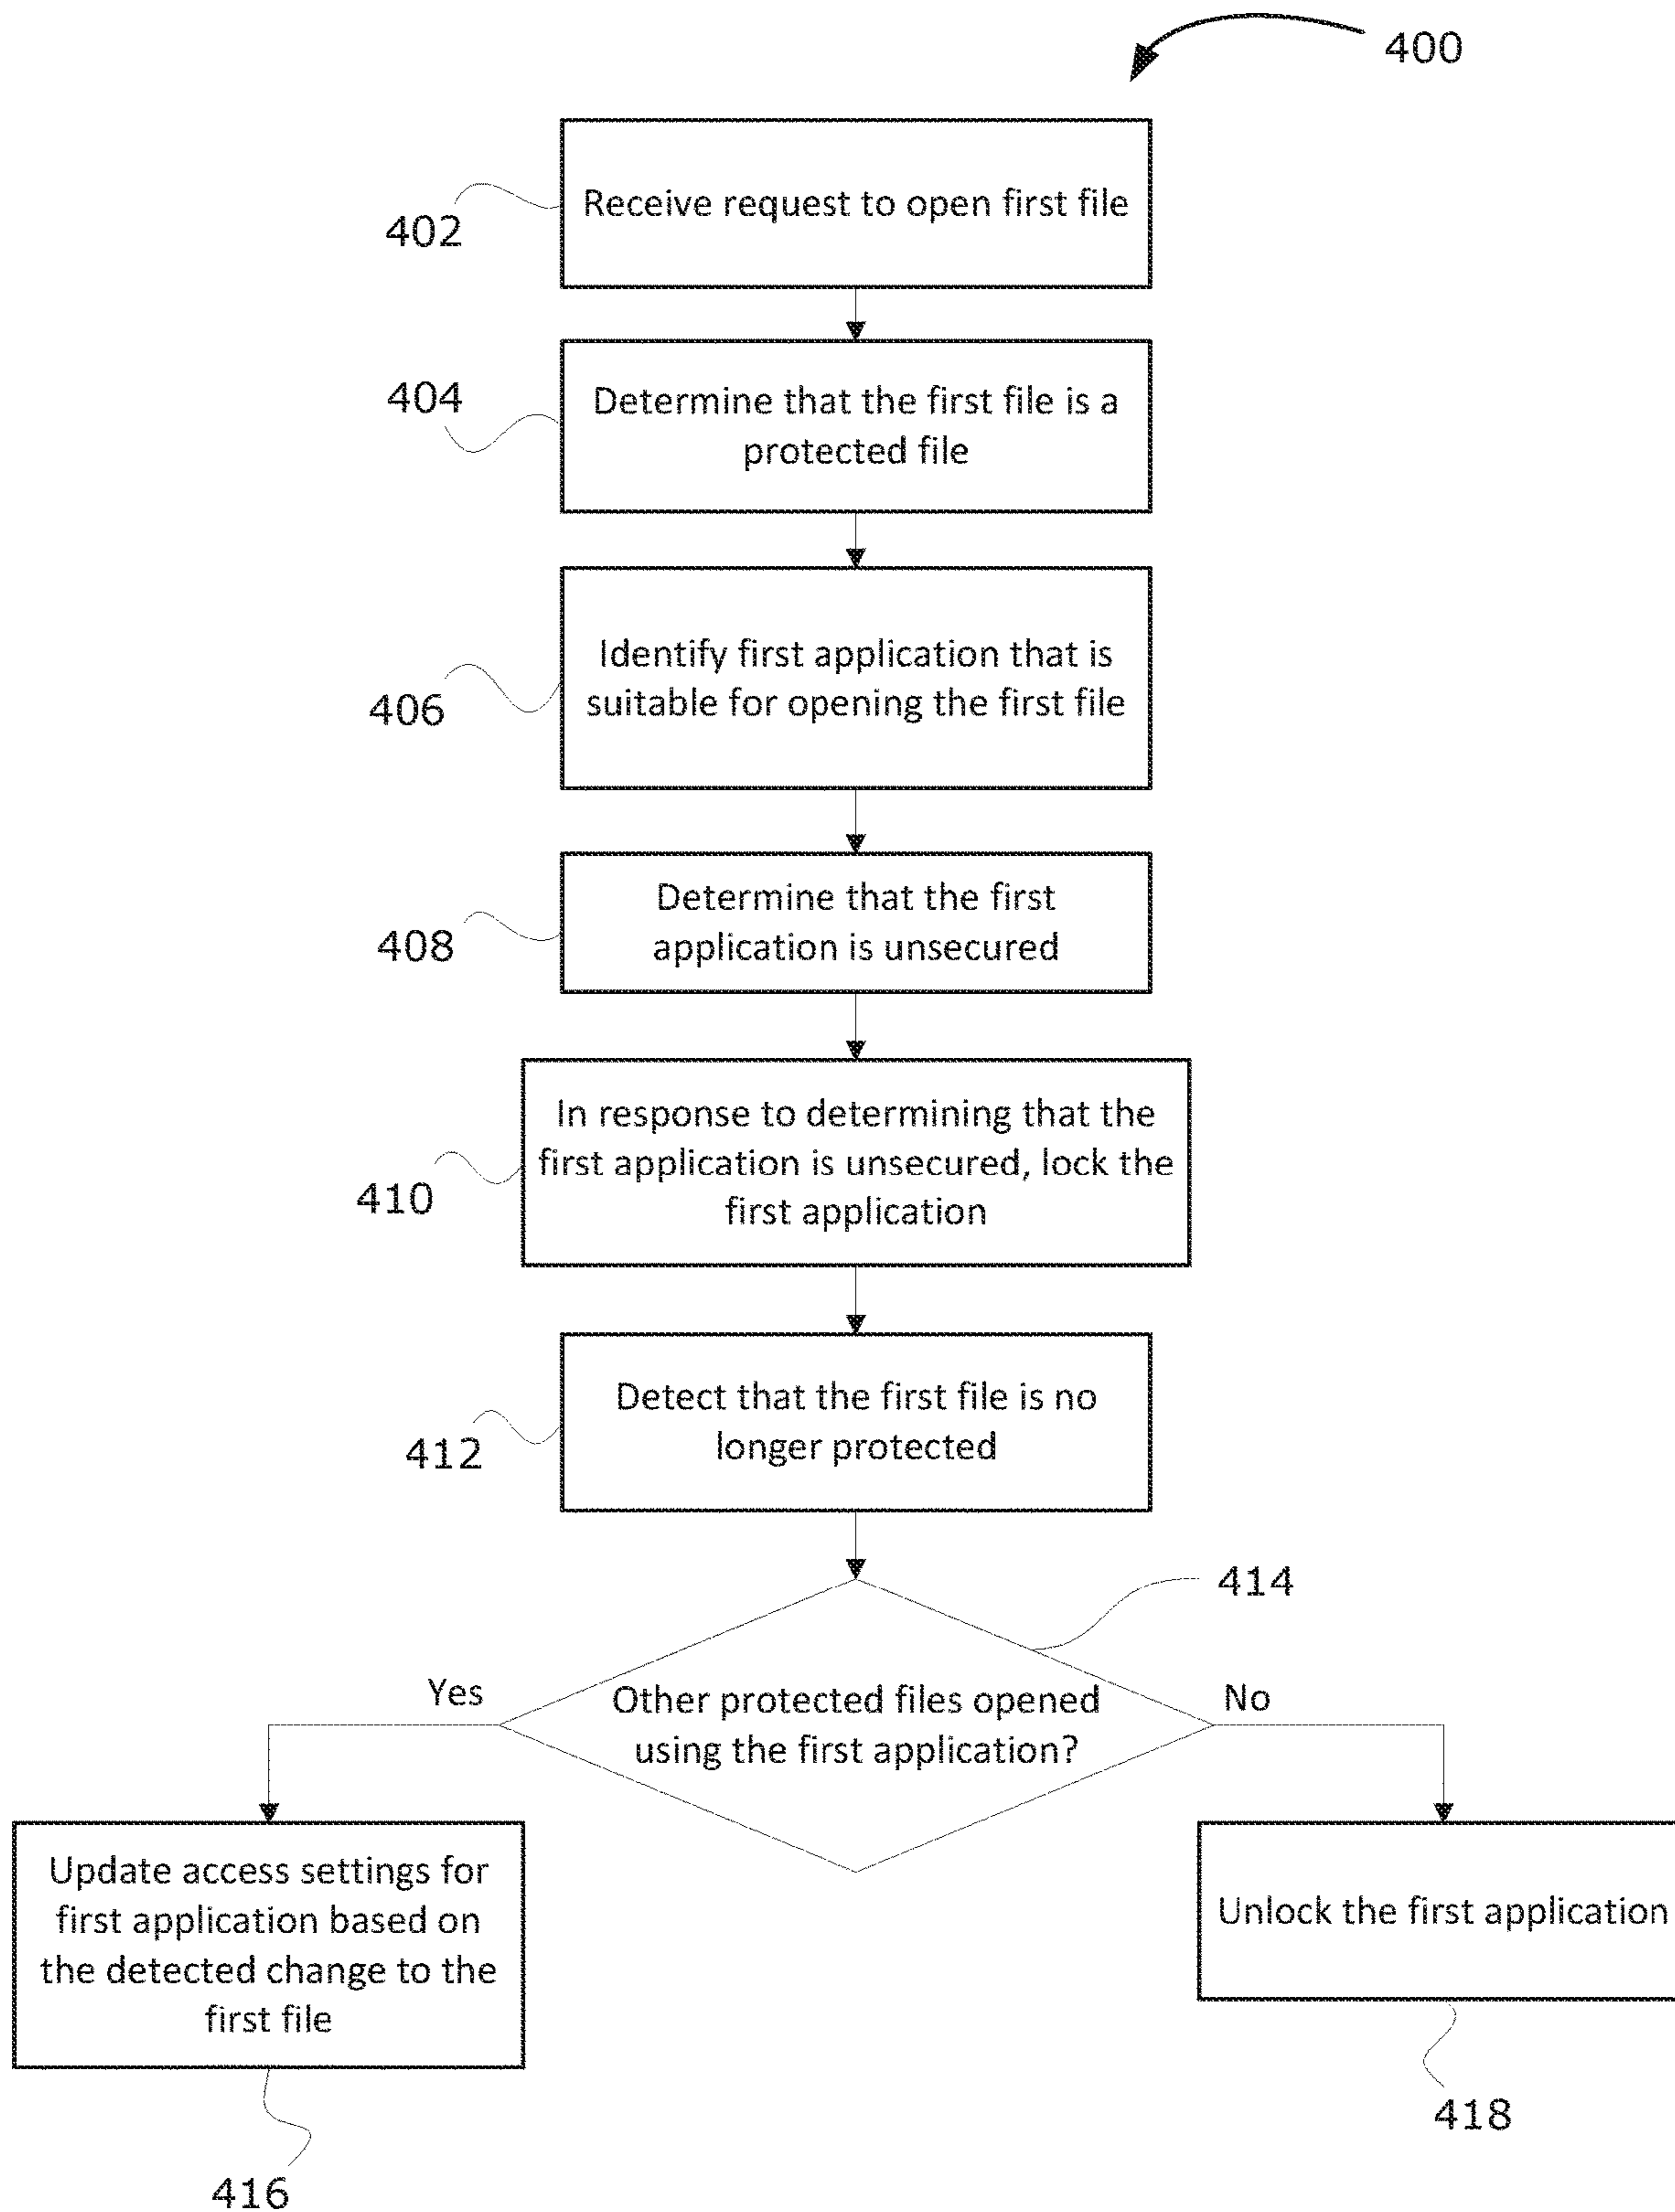 400
Receive request to open first file
402
404
Determine that the first file is a
protected file
Identify first application that is
suitable for opening the first file
406
Determine that the first
application is unsecured
408
In response to determining that the
first application is unsecured, lock the
first application
410
Detect that the first file is no
longer protected
412
414
Yes
Other protected files opened
using the first application?
No
Update access settings for
first application based on
the detected change to the
first file
Unlock the first application
418
416